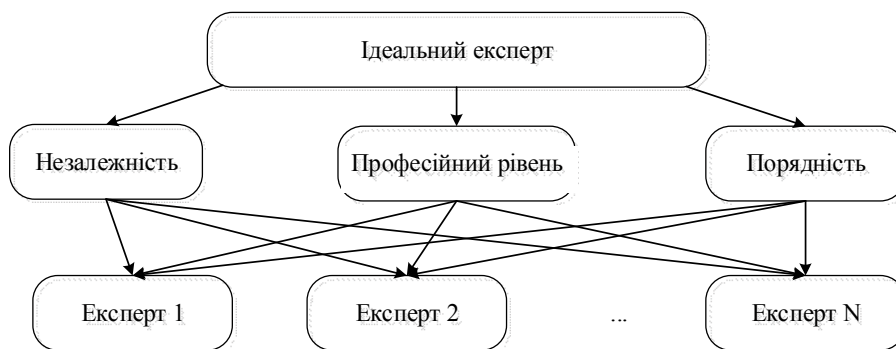 Ідеальний експерт
Незалежність
Професійний рівень
Порядність
Експерт 1
Експерт 2
...
Експерт N